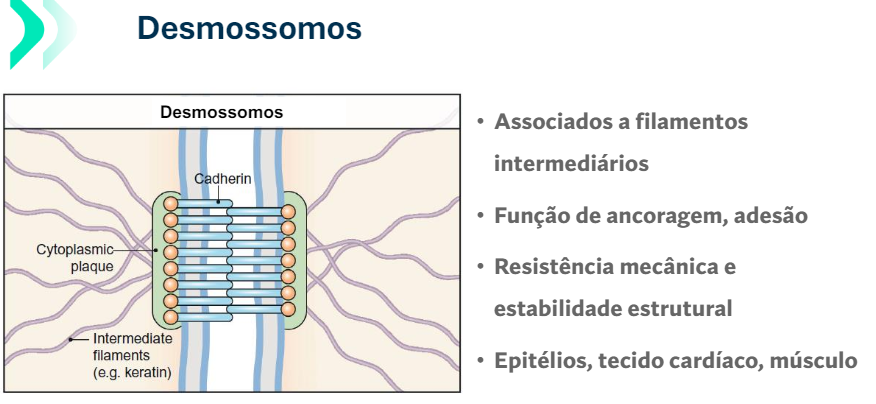 Desmossomos
Desmossomos
Cadherin
Cytoplasmic
plaque
Intermediate
filaments
(e.g. keratin)
• Associados a filamentos
intermediários
• Função de ancoragem, adesão
• Resistência mecânica e
estabilidade estrutural
• Epitélios, tecido cardíaco, músculo